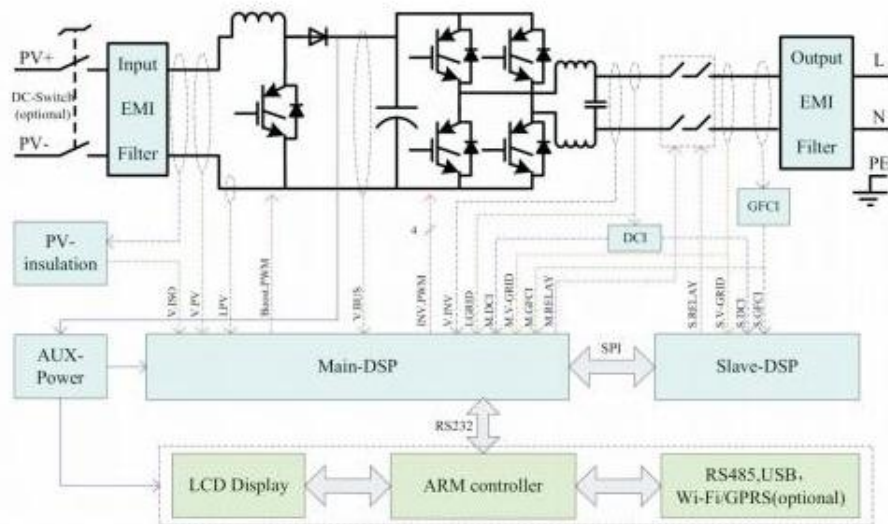 PV+
DC-Switch
(optional)
PV-
Input
EMI
Filter
Output
EMI
Filter
L
N
PE
GFCI
DCI
4
PV-
insulation
V.ISO
V.PV
I.PV
Boost.PWM
V.BUS
INV.PWM
V.INV
I.GRID
M.DCI
M.V-GRID
M.GFCI
M.RELAY
S.RELAY
S.V-GRID
S.DCI
S.GFCI
AUX-
Power
Main-DSP
SPI
Slave-DSP
RS232
LCD Display
ARM controller
RS485,USB,
Wi-Fi/GPRS(optional)